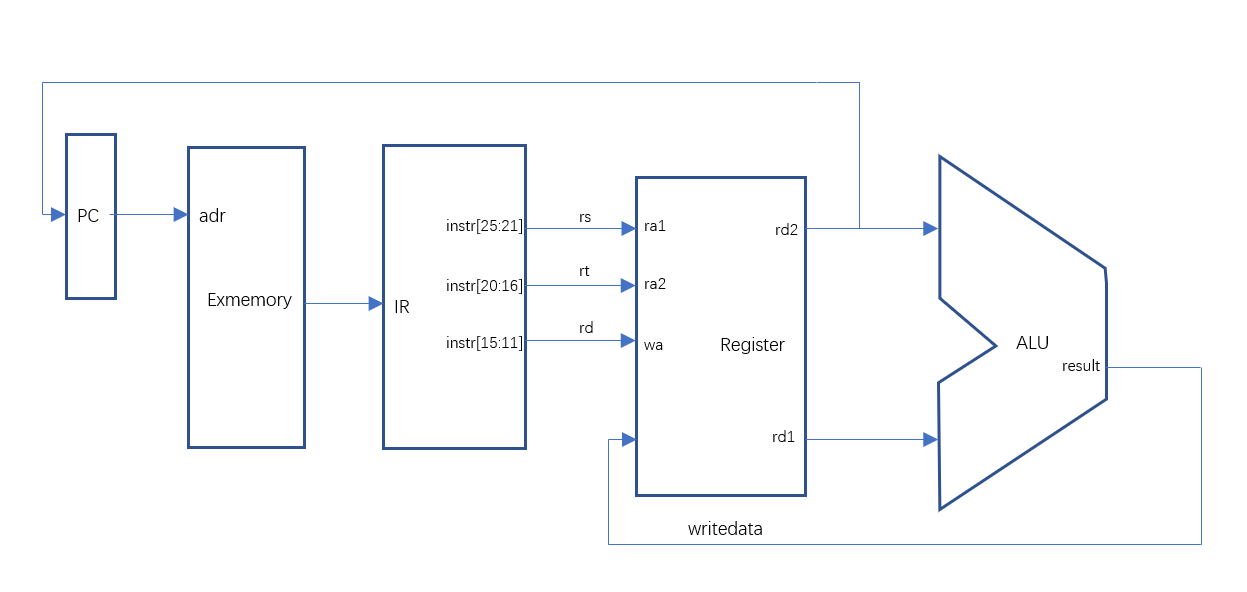 PC
adr
Exmemory
IR
instr[25:21]
instr[20:16]
instr[15:11]
rs
rt
rd
ra1
ra2
wa
Register
rd2
rd1
ALU
result
writedata